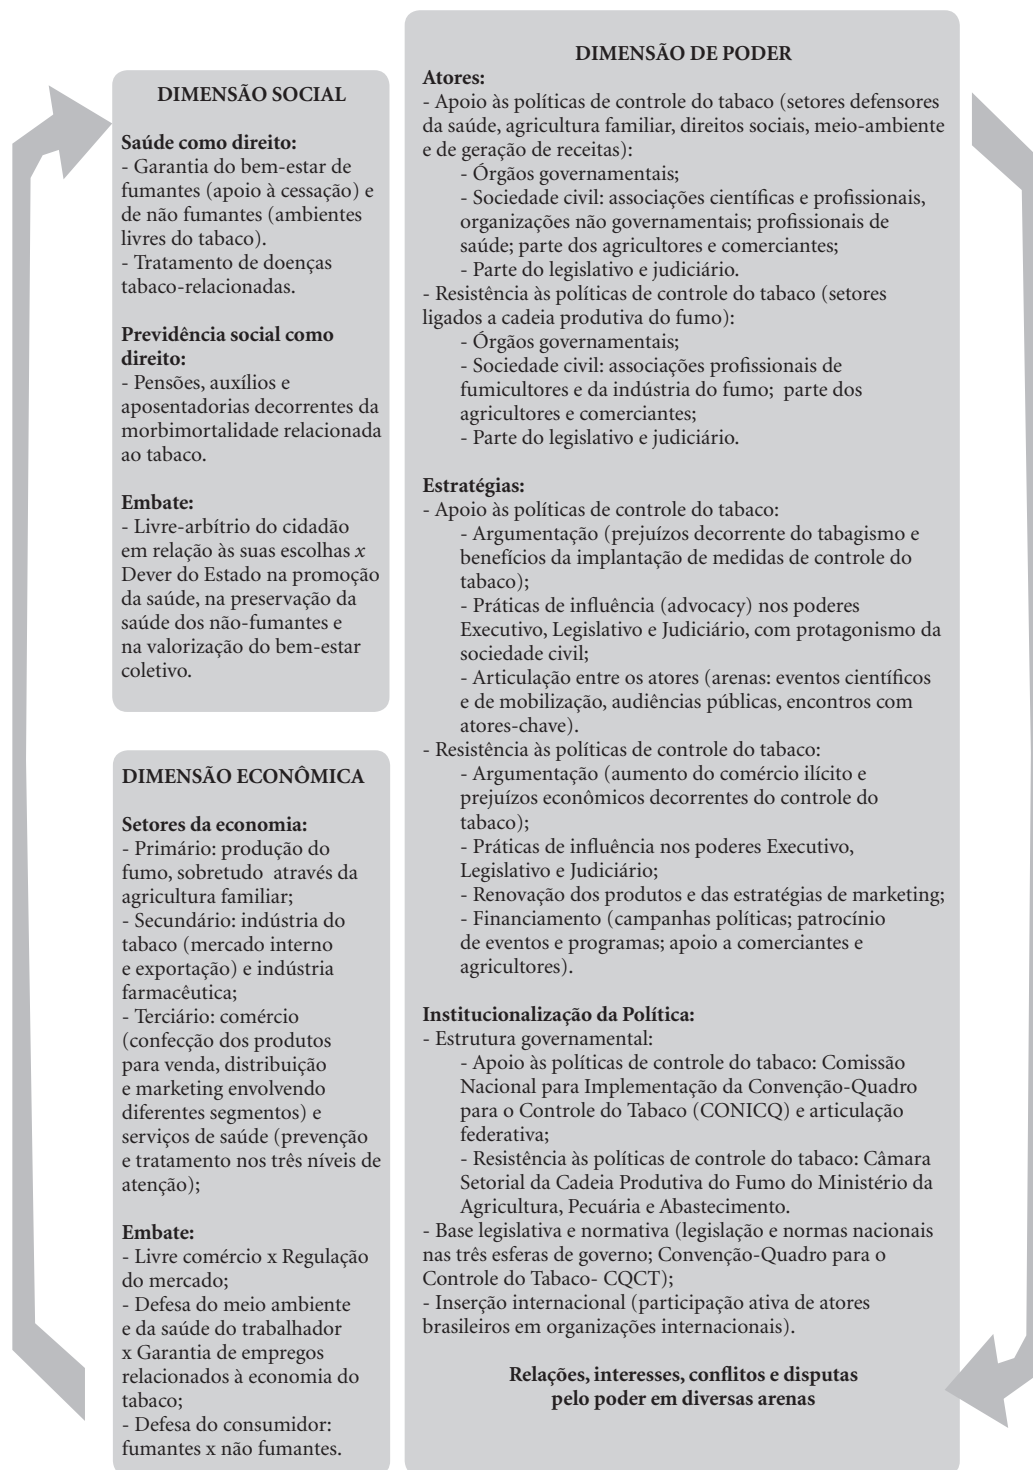 DIMENSÃO SOCIAL
Saúde como direito:
- Garantia do bem-estar de
fumantes (apoio à cessação) e
de não fumantes (ambientes
livres do tabaco).
- Tratamento de doenças
tabaco-relacionadas.
Previdência social como
direito:
- Pensões, auxílios e
aposentadorias decorrentes da
morbimortalidade relacionada
ao tabaco.
Embate:
- Livre-arbítrio do cidadão
em relação às suas escolhas x
Dever do Estado na promoção
da saúde, na preservação da
saúde dos não-fumantes e
na valorização do bem-estar
coletivo.
DIMENSÃO ECONÔMICA
Setores da economia:
- Primário: produção do
fumo, sobretudo através da
agricultura familiar;
- Secundário: indústria do
tabaco (mercado interno
e exportação) e indústria
farmacêutica;
- Terciário: comércio
(confecção dos produtos
para venda, distribuição
e marketing envolvendo
diferentes segmentos) e
serviços de saúde (prevenção
e tratamento nos três níveis de
atenção);
Embate:
- Livre comércio x Regulação
do mercado;
- Defesa do meio ambiente
e da saúde do trabalhador
x Garantia de empregos
relacionados à economia do
tabaco;
- Defesa do consumidor:
fumantes x não fumantes.
DIMENSÃO DE PODER
Atores:
- Apoio às políticas de controle do tabaco (setores defensores
da saúde, agricultura familiar, direitos sociais, meio-ambiente
e de geração de receitas):
- Órgãos governamentais;
- Sociedade civil: associações científicas e profissionais,
organizações não governamentais; profissionais de
saúde; parte dos agricultores e comerciantes;
- Parte do legislativo e judiciário.
- Resistência às políticas de controle do tabaco (setores
ligados a cadeia produtiva do fumo):
- Órgãos governamentais;
- Sociedade civil: associações profissionais de
fumicultores e da indústria do fumo; parte dos
agricultores e comerciantes;
- Parte do legislativo e judiciário.
Estratégias:
- Apoio às políticas de controle do tabaco:
- Argumentação (prejuízos decorrente do tabagismo e
benefícios da implantação de medidas de controle do
tabaco);
- Práticas de influência (advocacy) nos poderes
Executivo, Legislativo e Judiciário, com protagonismo da
sociedade civil;
- Articulação entre os atores (arenas: eventos científicos
e de mobilização, audiências públicas, encontros com
atores-chave).
- Resistência às políticas de controle do tabaco:
- Argumentação (aumento do comércio ilícito e
prejuízos econômicos decorrentes do controle do
tabaco);
- Práticas de influência nos poderes Executivo,
Legislativo e Judiciário;
- Renovação dos produtos e das estratégias de marketing;
- Financiamento (campanhas políticas; patrocínio
de eventos e programas; apoio a comerciantes e
agricultores).
Institucionalização da Política:
- Estrutura governamental:
- Apoio às políticas de controle do tabaco: Comissão
Nacional para Implementação da Convenção-Quadro
para o Controle do Tabaco (CONICQ) e articulação
federativa;
- Resistência às políticas de controle do tabaco: Câmara
Setorial da Cadeia Produtiva do Fumo do Ministério da
Agricultura, Pecuária e Abastecimento.
- Base legislativa e normativa (legislação e normas nacionais
nas três esferas de governo; Convenção-Quadro para o
Controle do Tabaco- CQCT);
- Inserção internacional (participação ativa de atores
brasileiros em organizações internacionais).
Relações, interesses, conflitos e disputas
pelo poder em diversas arenas